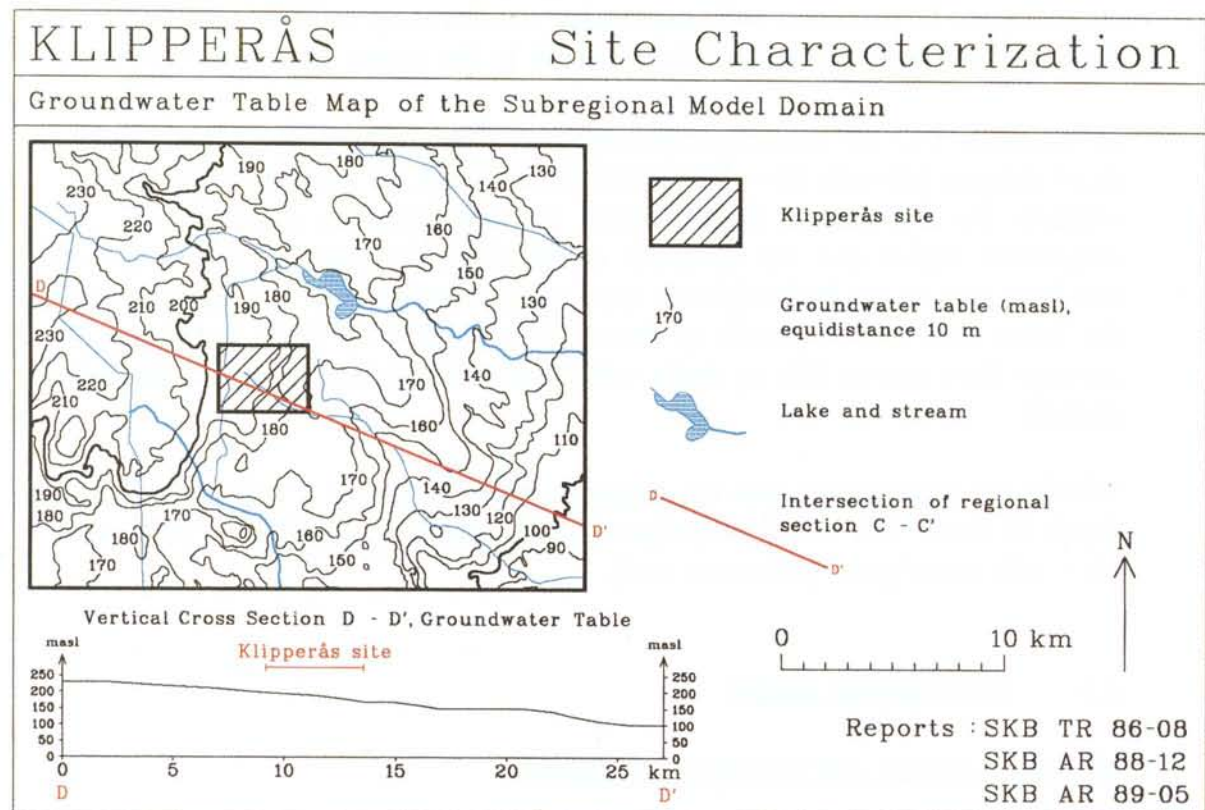 KLIPPERÅS Site Characterization
Groundwater Table Map of the Subregional Model Domain
190 180 130
230 140
220 160
170
150
130
D 210 200 190 180
230
220 140
170
210
180 160 110
190 170 170 140
180 130 120
180 160 100 D'
170 150 90
Klipperås site
170 Groundwater table (masl),
equidistance 10 m
Lake and stream
D Intersection of regional
section C - C'
D'
N
0 10 km
Vertical Cross Section D - D', Groundwater Table
masl Klipperås site masl
250 250
200 200
150 150
100 100
50 50
0 0
0 5 10 15 20 25 km
D D'
Reports : SKB TR 86-08
SKB AR 88-12
SKB AR 89-05